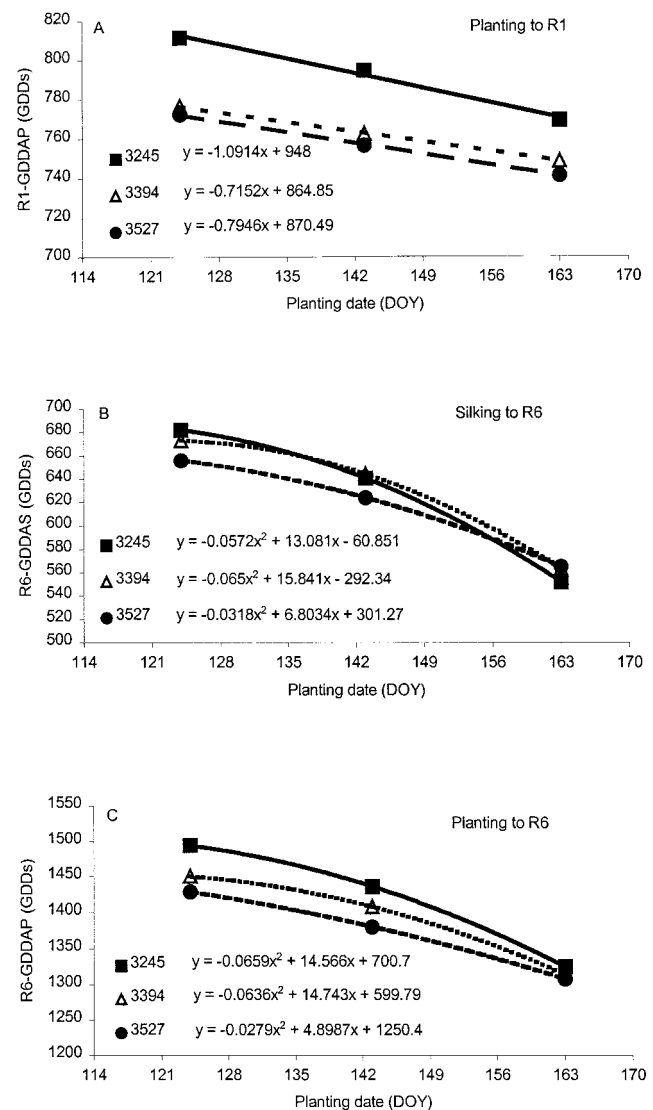 A
Planting to R1
R1-GDDAP (GDDs)
820
800
780
760
740
720
700
3245 y = -1.0914x + 948
3394 y = -0.7152x + 864.85
3527 y = -0.7946x + 870.49
114 121 128 135 142 149 156 163 170
Planting date (DOY)
B
Silking to R6
R6-GDDAS (GDDs)
700
680
660
640
620
600
580
560
540
520
500
3245 y = -0.0572x² + 13.081x - 60.851
3394 y = -0.065x² + 15.841x - 292.34
3527 y = -0.0318x² + 6.8034x + 301.27
114 121 128 135 142 149 156 163 170
Planting date (DOY)
C
Planting to R6
R6-GDDAP (GDDs)
1550
1500
1450
1400
1350
1300
1250
1200
3245 y = -0.0659x² + 14.566x + 700.7
3394 y = -0.0636x² + 14.743x + 599.79
3527 y = -0.0279x² + 4.8987x + 1250.4
114 121 128 135 142 149 156 163 170
Planting date (DOY)